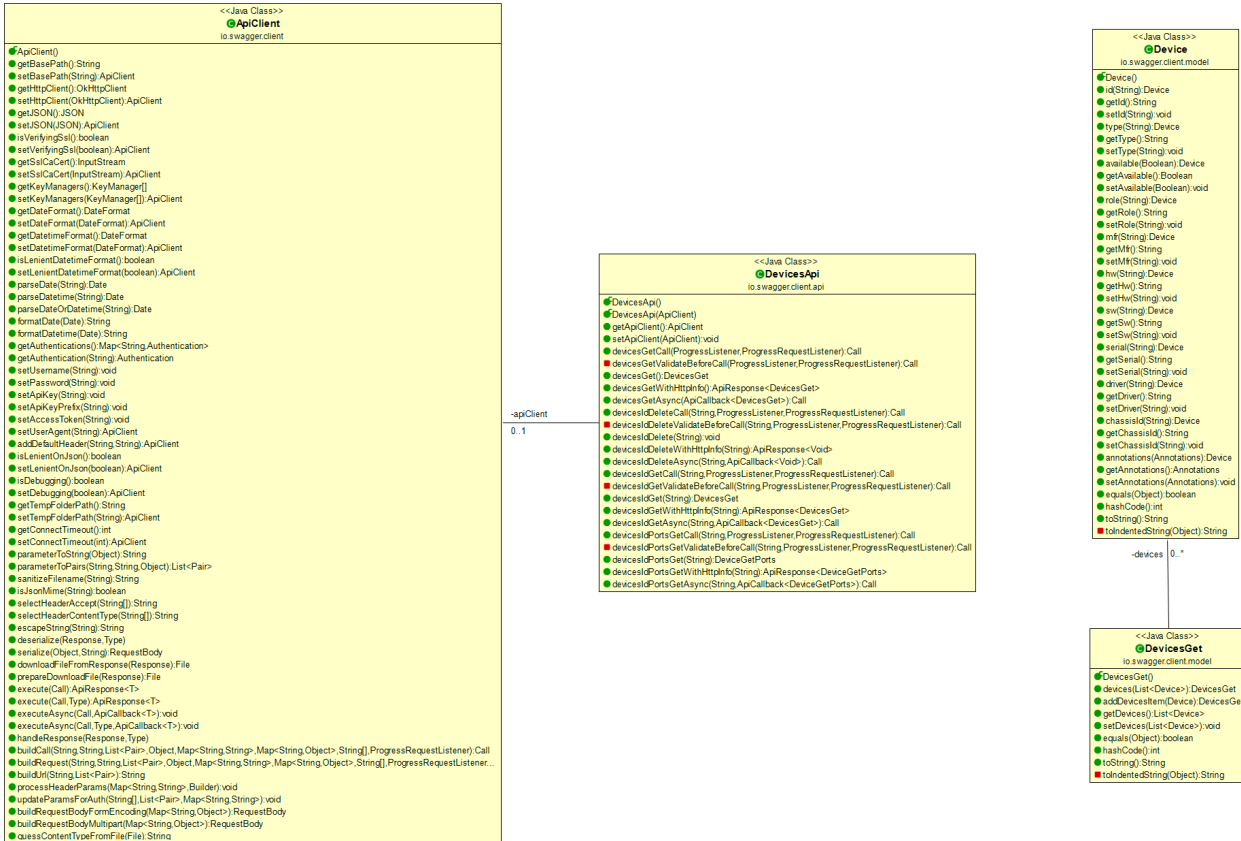 <<Java Class>>
ApiClient
io.swagger.client
ApiClient()
getBasePath():String
setBasePath(String):ApiClient
getHttpClient():OkHttpClient
setHttpClient(OkHttpClient):ApiClient
getJSON():JSON
setJSON(JSON):ApiClient
isVerifyingSsl():boolean
setVerifyingSsl(boolean):ApiClient
getSslCaCert():InputStream
setSslCaCert(InputStream):ApiClient
getKeyManagers():KeyManager[]
setKeyManagers(KeyManager[]):ApiClient
getDateFormat():DateFormat
setDateFormat(DateFormat):ApiClient
getDatetimeFormat():DateFormat
setDatetimeFormat(DateFormat):ApiClient
isLenientDatetimeFormat():boolean
setLenientDatetimeFormat(boolean):ApiClient
parseDate(String):Date
parseDatetime(String):Date
parseDateOrDatetime(String):Date
formatDate(Date):String
formatDatetime(Date):String
getAuthentications():Map<String,Authentication>
getAuthentication(String):Authentication
setUsername(String):void
setPassword(String):void
setApiKey(String):void
setApiKeyPrefix(String):void
setAccessToken(String):void
setUserAgent(String):ApiClient
addDefaultHeader(String,String):ApiClient
isLenientOnJson():boolean
setLenientOnJson(boolean):ApiClient
isDebugging():boolean
setDebugging(boolean):ApiClient
getTempFolderPath():String
setTempFolderPath(String):ApiClient
getConnectTimeout():int
setConnectTimeout(int):ApiClient
parameterToString(Object):String
parameterToPairs(String,String,Object):List<Pair>
sanitizeFilename(String):String
isJsonMime(String):boolean
selectHeaderAccept(String[]):String
selectHeaderContentType(String[]):String
escapeString(String):String
deserialize(Response,Type)
serialize(Object,String):RequestBody
downloadFileFromResponse(Response):File
prepareDownloadFile(Response):File
execute(Call):ApiResponse<T>
execute(Call,Type):ApiResponse<T>
executeAsync(Call,ApiCallback<T>):void
executeAsync(Call,Type,ApiCallback<T>):void
handleResponse(Response,Type)
buildCall(String,String,List<Pair>,Object,Map<String,String>,Map<String,Object>,String[],ProgressRequestListener):Call
buildRequest(String,String,List<Pair>,Object,Map<String,String>,Map<String,Object>,String[],ProgressRequestListener...
buildUrl(String,List<Pair>):String
processHeaderParams(Map<String,String>,Builder):void
updateParamsForAuth(String[],List<Pair>,Map<String,String>):void
buildRequestBodyFormEncoding(Map<String,Object>):RequestBody
buildRequestBodyMultipart(Map<String,Object>):RequestBody
guessContentTypeFromFile(File):String
-apiClient
0..1
<<Java Class>>
DevicesApi
io.swagger.client.api
DevicesApi()
DevicesApi(ApiClient)
getApiClient():ApiClient
setApiClient(ApiClient):void
devicesGetCall(ProgressListener,ProgressRequestListener):Call
devicesGetValidateBeforeCall(ProgressListener,ProgressRequestListener):Call
devicesGet():DevicesGet
devicesGetWithHttpInfo():ApiResponse<DevicesGet>
devicesGetAsync(ApiCallback<DevicesGet>):Call
devicesIdDeleteCall(String,ProgressListener,ProgressRequestListener):Call
devicesIdDeleteValidateBeforeCall(String,ProgressListener,ProgressRequestListener):Call
devicesIdDelete(String):void
devicesIdDeleteWithHttpInfo(String):ApiResponse<Void>
devicesIdDeleteAsync(String,ApiCallback<Void>):Call
devicesIdGetCall(String,ProgressListener,ProgressRequestListener):Call
devicesIdGetValidateBeforeCall(String,ProgressListener,ProgressRequestListener):Call
devicesIdGet(String):DevicesGet
devicesIdGetWithHttpInfo(String):ApiResponse<DevicesGet>
devicesIdGetAsync(String,ApiCallback<DevicesGet>):Call
devicesIdPortsGetCall(String,ProgressListener,ProgressRequestListener):Call
devicesIdPortsGetValidateBeforeCall(String,ProgressListener,ProgressRequestListener):Call
devicesIdPortsGet(String):DeviceGetPorts
devicesIdPortsGetWithHttpInfo(String):ApiResponse<DeviceGetPorts>
devicesIdPortsGetAsync(String,ApiCallback<DeviceGetPorts>):Call
<<Java Class>>
Device
io.swagger.client.model
Device()
id(String):Device
getId():String
setId(String):void
type(String):Device
getType():String
setType(String):void
available(Boolean):Device
getAvailable():Boolean
setAvailable(Boolean):void
role(String):Device
getRole():String
setRole(String):void
mfr(String):Device
getMfr():String
setMfr(String):void
hw(String):Device
getHw():String
setHw(String):void
sw(String):Device
getSw():String
setSw(String):void
serial(String):Device
getSerial():String
setSerial(String):void
driver(String):Device
getDriver():String
setDriver(String):void
chassisId(String):Device
getChassisId():String
setChassisId(String):void
annotations(Annotations):Device
getAnnotations():Annotations
setAnnotations(Annotations):void
equals(Object):boolean
hashCode():int
toString():String
toIndentedString(Object):String
-devices 0..*
<<Java Class>>
DevicesGet
io.swagger.client.model
DevicesGet()
devices(List<Device>):DevicesGet
addDevicesItem(Device):DevicesGe
getDevices():List<Device>
setDevices(List<Device>):void
equals(Object):boolean
hashCode():int
toString():String
toIndentedString(Object):String